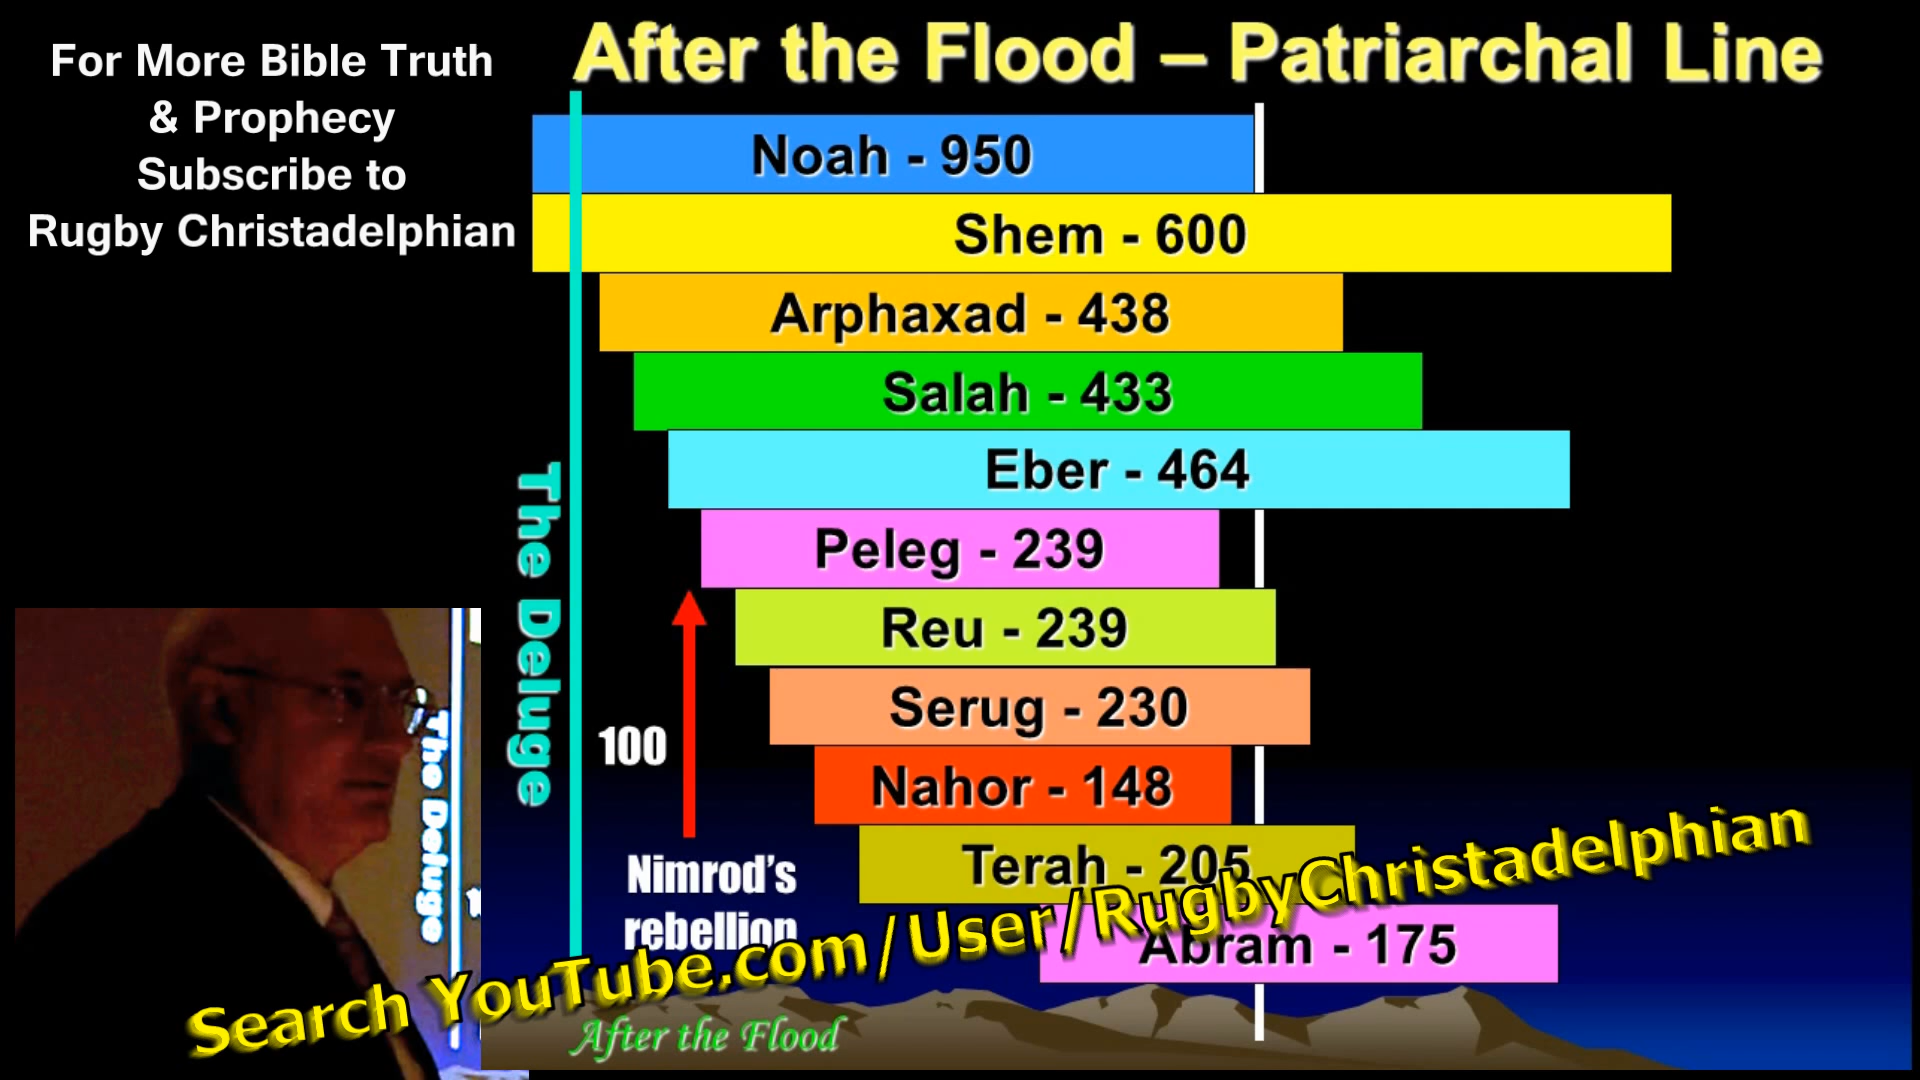 For More Bible Truth
& Prophecy
Subscribe to
Rugby Christadelphian
After the Flood – Patriarchal Line
Noah - 950
Shem - 600
Arphaxad - 438
Salah - 433
Eber - 464
Peleg - 239
Reu - 239
Serug - 230
Nahor - 148
Terah - 205
Abram - 175
The Deluge
100
Nimrod's
rebellion
The Deluge
Search YouTube.com/User/RugbyChristadelphian
After the Flood